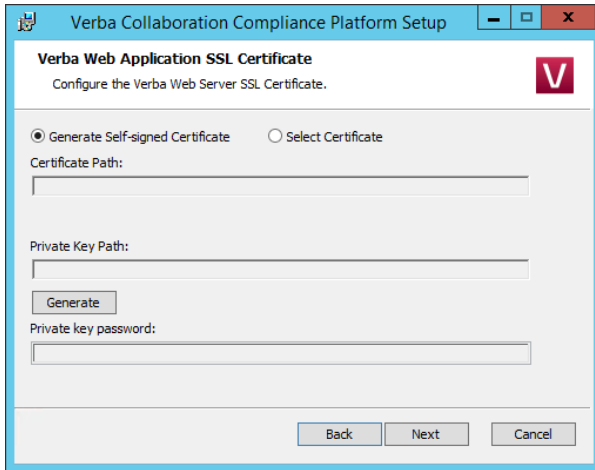 Verba Collaboration Compliance Platform Setup
Verba Web Application SSL Certificate
Configure the Verba Web Server SSL Certificate.
V
Generate Self-signed Certificate Select Certificate
Certificate Path:
Private Key Path:
Generate
Private key password:
Back Next Cancel